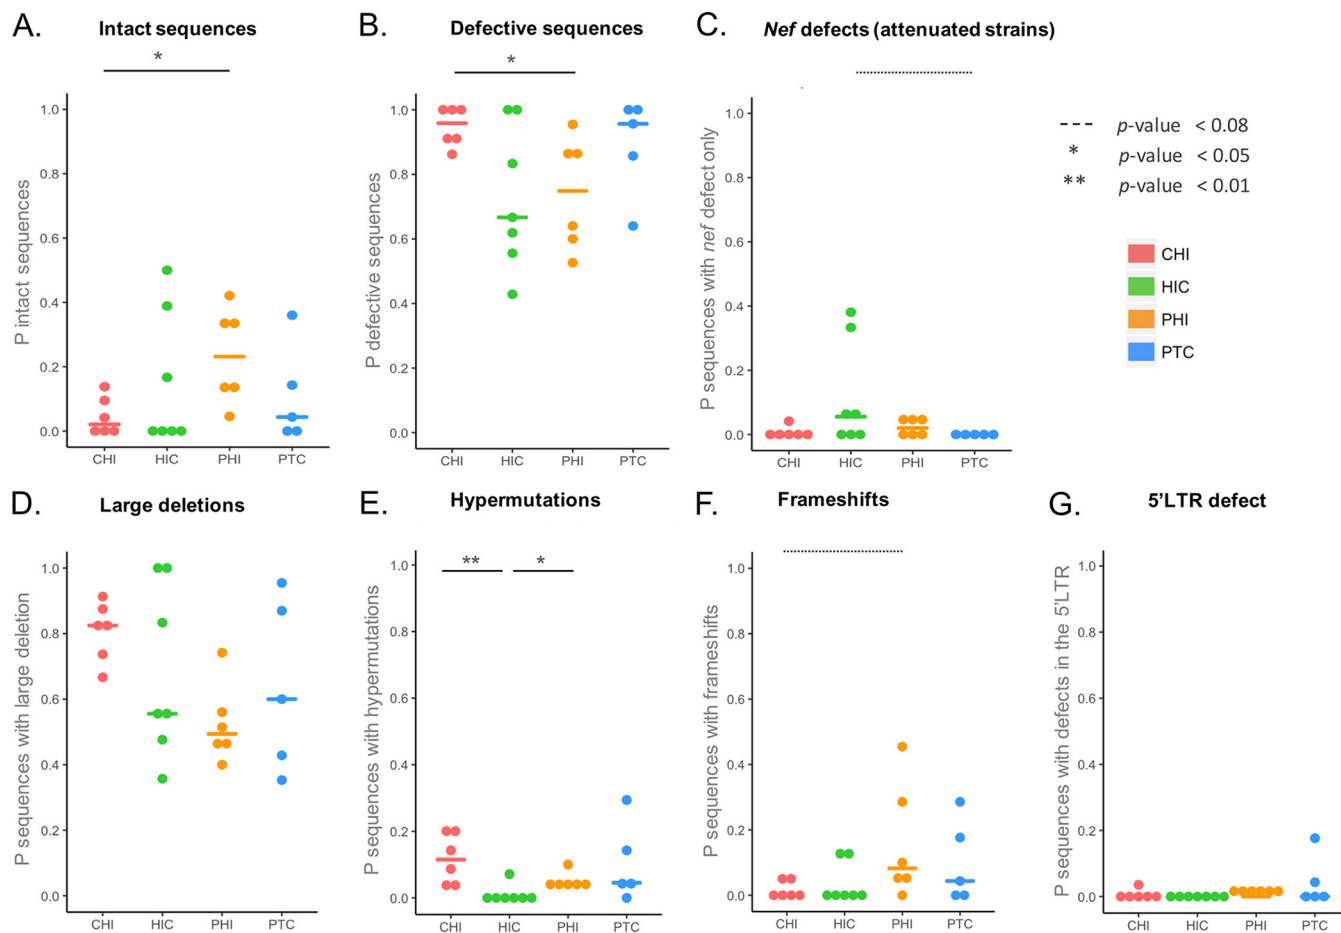 A.
Intact sequences
*
P intact sequences
1.0
0.8
0.6
0.4
0.2
0.0
CHI HIC PHI PTC
B.
Defective sequences
*
P defective sequences
1.0
0.8
0.6
0.4
0.2
0.0
CHI HIC PHI PTC
C.
Nef defects (attenuated strains)
P sequences with nef defect only
1.0
0.8
0.6
0.4
0.2
0.0
CHI HIC PHI PTC
--- p-value < 0.08
* p-value < 0.05
** p-value < 0.01
CHI
HIC
PHI
PTC
D.
Large deletions
P sequences with large deletion
1.0
0.8
0.6
0.4
0.2
0.0
CHI HIC PHI PTC
E.
Hypermutations
** *
P sequences with hypermutations
1.0
0.8
0.6
0.4
0.2
0.0
CHI HIC PHI PTC
F.
Frameshifts
P sequences with frameshifts
1.0
0.8
0.6
0.4
0.2
0.0
CHI HIC PHI PTC
G.
5'LTR defect
P sequences with defects in the 5'LTR
1.0
0.8
0.6
0.4
0.2
0.0
CHI HIC PHI PTC